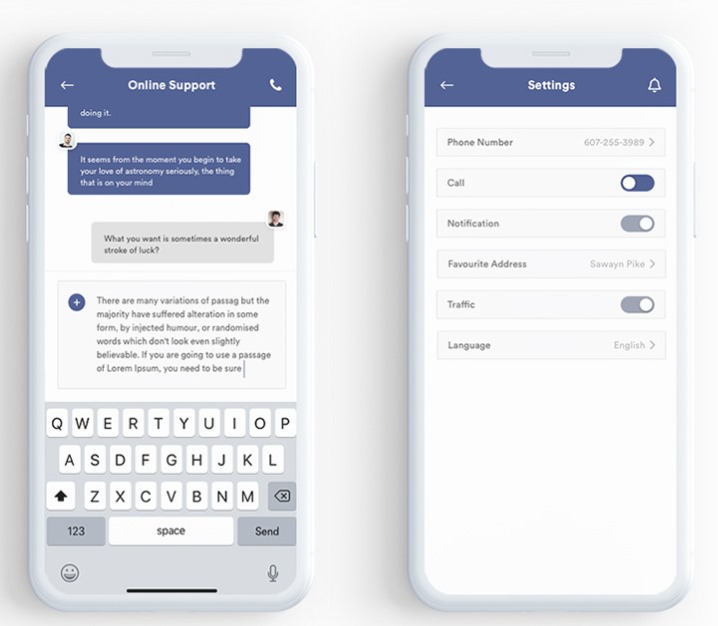 Online Support
doing it.
It seems from the moment you begin to take
your love of astronomy seriously, the thing
that is on your mind
What you want is sometimes a wonderful
stroke of luck?
There are many variations of passag but the
majority have suffered alteration in some
form, by injected humour, or randomised
words which don't look even slightly
believable. If you are going to use a passage
of Lorem Ipsum, you need to be sure
Q W E R T Y U I O P
A S D F G H J K L
Z X C V B N M
123 space Send
Settings
Phone Number 607-255-3989
Call
Notification
Favourite Address Sawayn Pike
Traffic
Language English